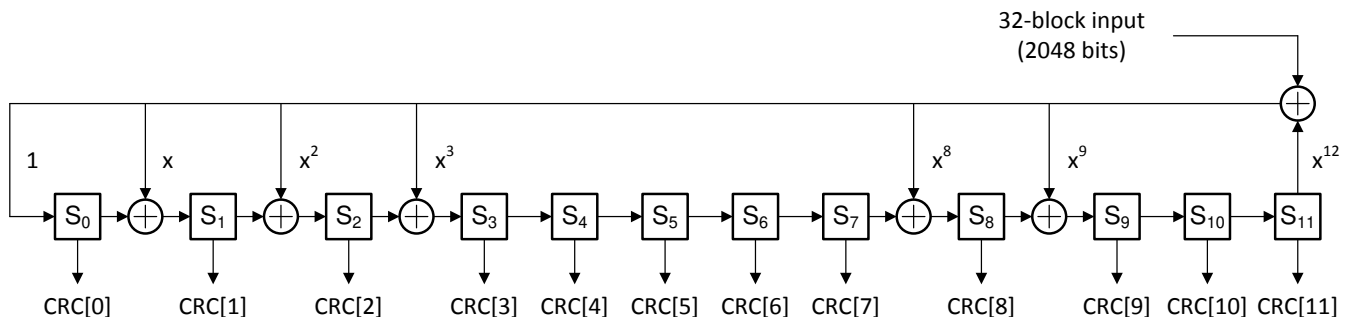 32-block input
(2048 bits)
1 x x² x³ x⁸ x⁹ x¹²
S₀ S₁ S₂ S₃ S₄ S₅ S₆ S₇ S₈ S₉ S₁₀ S₁₁
CRC[0] CRC[1] CRC[2] CRC[3] CRC[4] CRC[5] CRC[6] CRC[7] CRC[8] CRC[9] CRC[10] CRC[11]